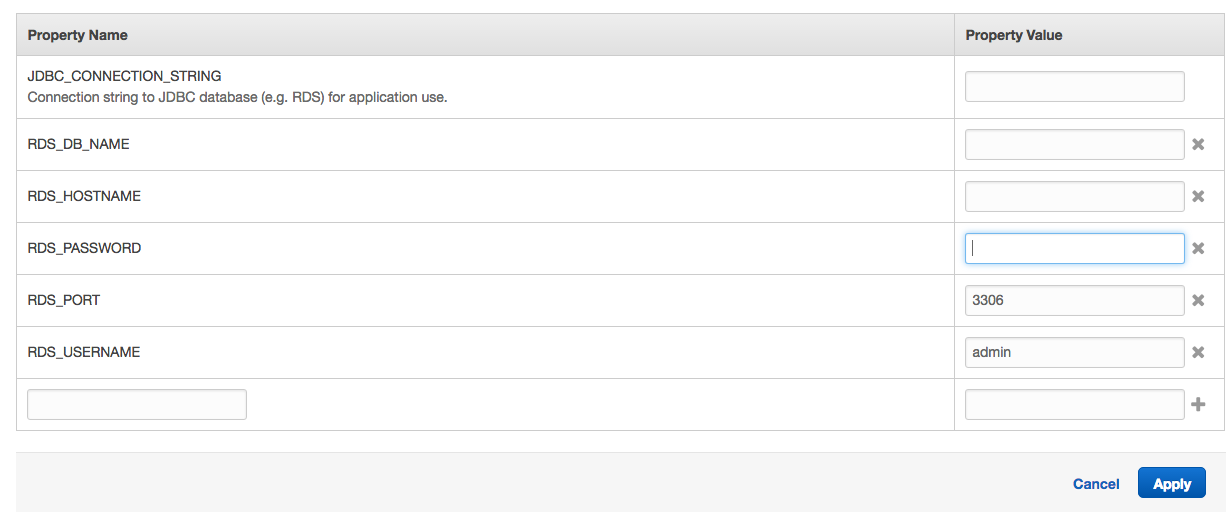 Property Name Property Value
JDBC_CONNECTION_STRING
Connection string to JDBC database (e.g. RDS) for application use.
RDS_DB_NAME
RDS_HOSTNAME
RDS_PASSWORD
RDS_PORT 3306
RDS_USERNAME admin
Cancel Apply